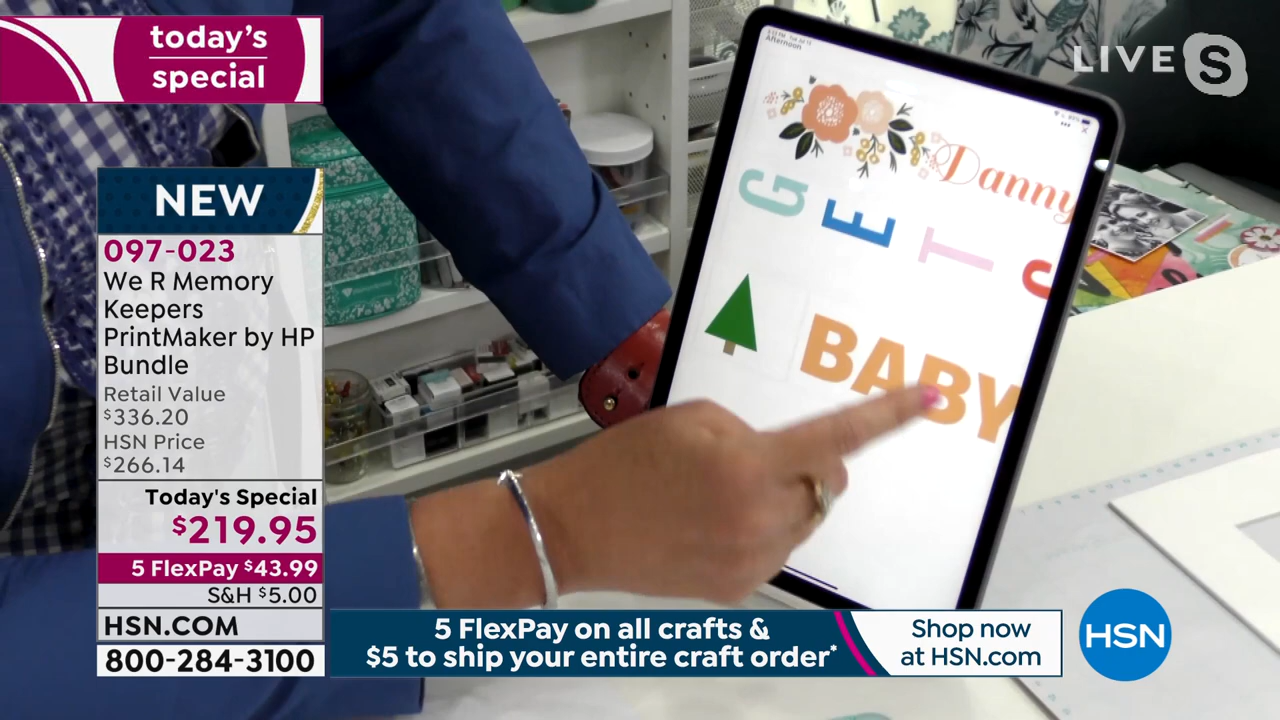 today's
special
LIVE S
NEW
097-023
We R Memory
Keepers
PrintMaker by HP
Bundle
Retail Value
$336.20
HSN Price
$266.14
Today's Special
$219.95
5 FlexPay $43.99
S&H $5.00
HSN.COM
800-284-3100
Afternoon
Danny
G E T
BABY
5 FlexPay on all crafts &
$5 to ship your entire craft order*
Shop now
at HSN.com
HSN